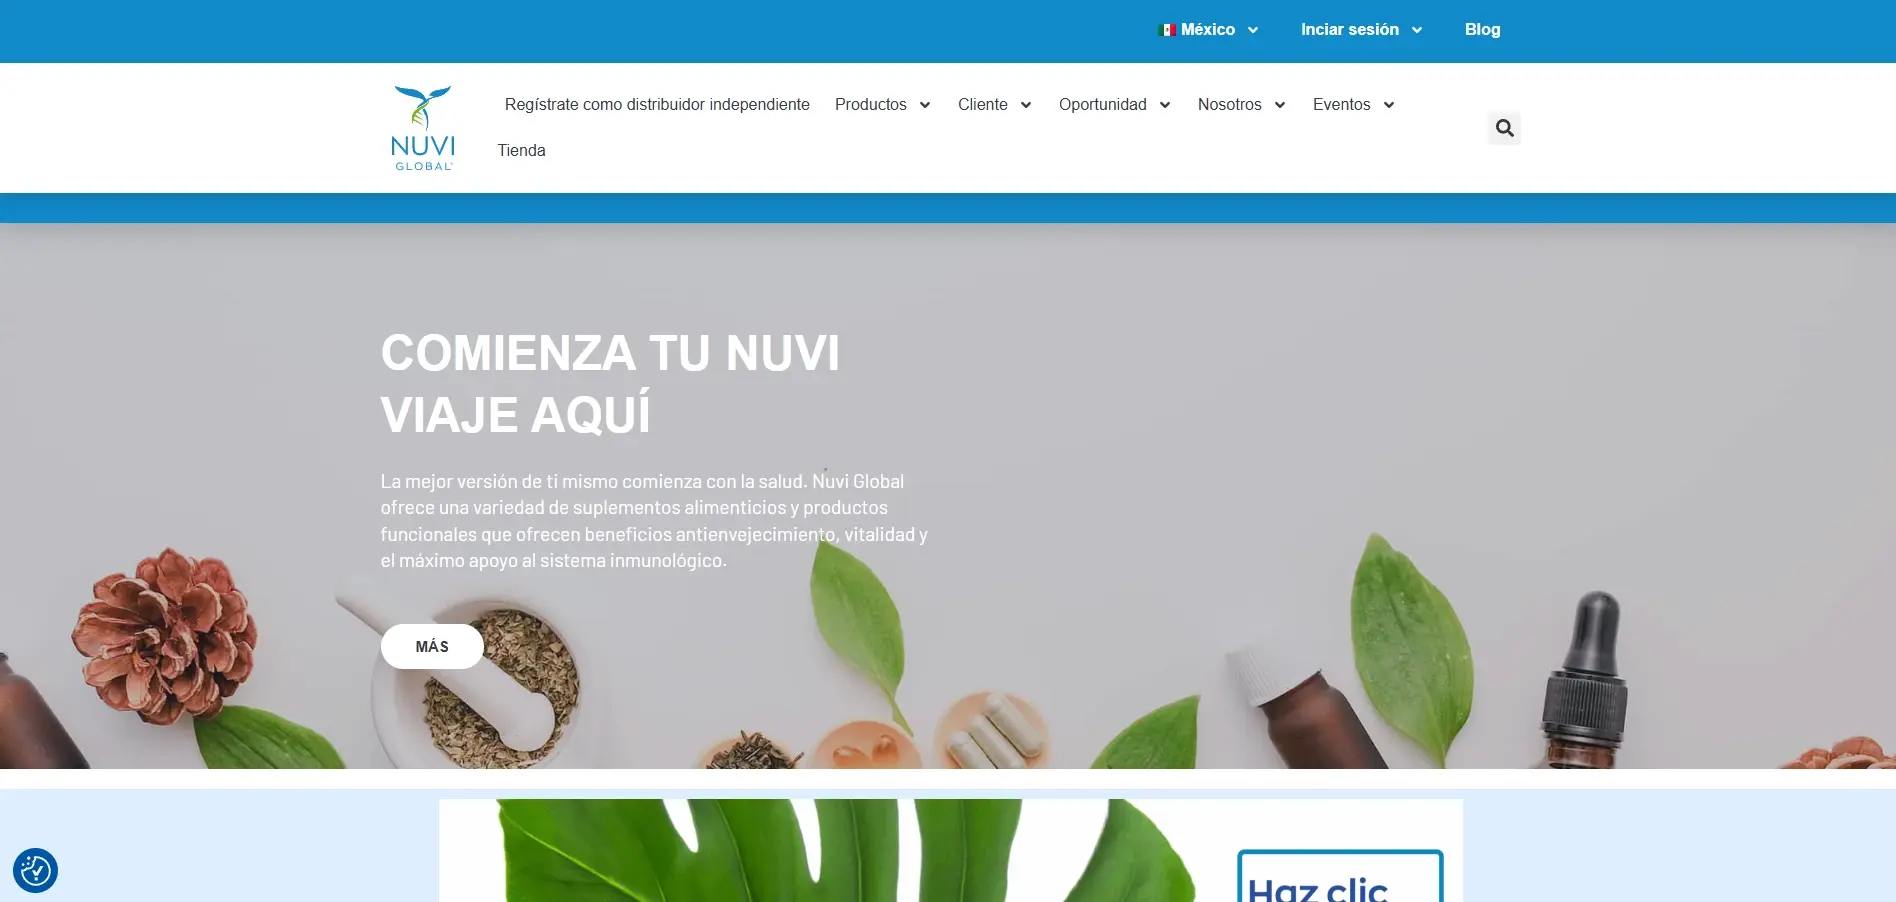 México
Inciar sesión
Blog
NUVI
GLOBAL
Regístrate como distribuidor independiente
Productos
Cliente
Oportunidad
Nosotros
Eventos
Tienda
COMIENZA TU NUVI
VIAJE AQUÍ
La mejor versión de ti mismo comienza con la salud. Nuvi Global
ofrece una variedad de suplementos alimenticios y productos
funcionales que ofrecen beneficios antienvejecimiento, vitalidad y
el máximo apoyo al sistema inmunológico.
MÁS
Haz clic